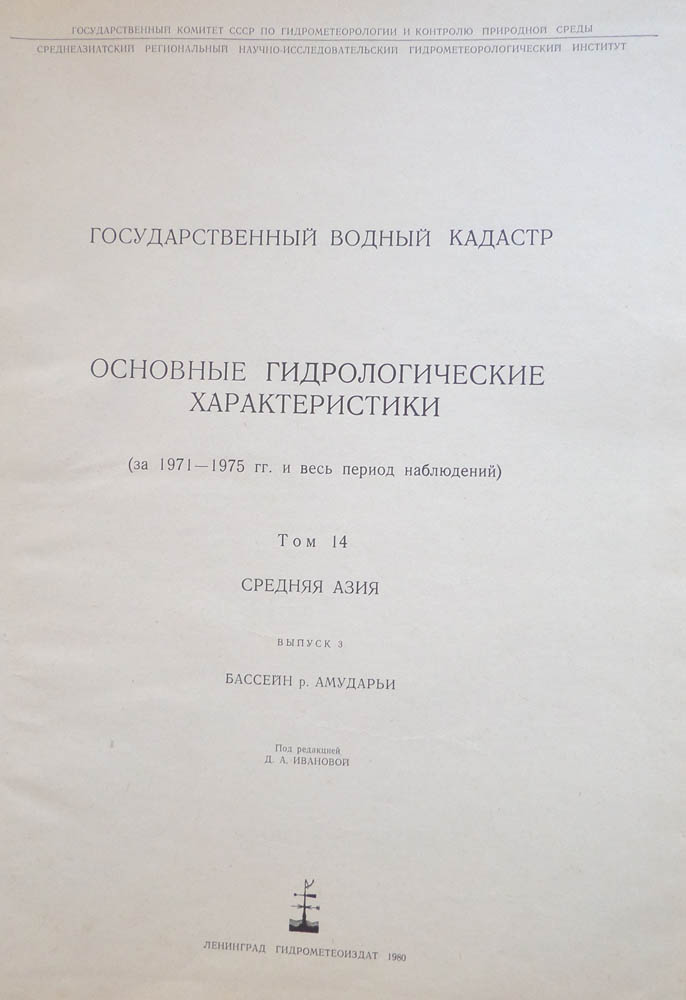 ГОСУДАРСТВЕННЫЙ КОМИТЕТ СССР ПО ГИДРОМЕТЕОРОЛОГИИ И КОНТРОЛЮ ПРИРОДНОЙ СРЕДЫ
СРЕДНЕАЗИАТСКИЙ РЕГИОНАЛЬНЫЙ НАУЧНО-ИССЛЕДОВАТЕЛЬСКИЙ ГИДРОМЕТЕОРОЛОГИЧЕСКИЙ ИНСТИТУТ
ГОСУДАРСТВЕННЫЙ ВОДНЫЙ КАДАСТР
ОСНОВНЫЕ ГИДРОЛОГИЧЕСКИЕ
ХАРАКТЕРИСТИКИ
(за 1971—1975 гг. и весь период наблюдений)
Том 14
СРЕДНЯЯ АЗИЯ
ВЫПУСК 3
БАССЕЙН р. АМУДАРЬИ
Под редакцией
Д. А. ИВАНОВОЙ
ЛЕНИНГРАД ГИДРОМЕТЕОИЗДАТ 1980